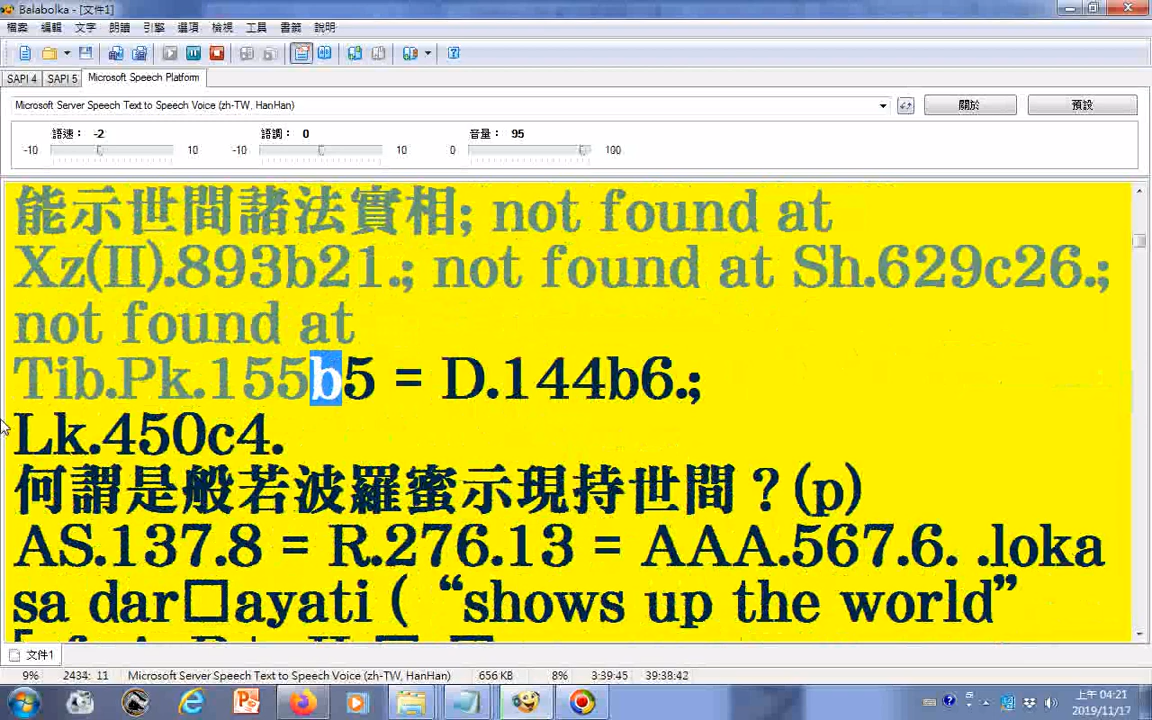 Balabolka - [文件1]
檔案 編輯 文字 朗讀 引擎 選項 檢視 工具 書籤 說明
SAPI 4 SAPI 5 Microsoft Speech Platform
Microsoft Server Speech Text to Speech Voice (zh-TW, HanHan) 關於 預設
語速： -2 語調： 0 音量： 95
-10 10 -10 10 0 100
能示世間諸法實相; not found at
Xz(II).893b21.; not found at Sh.629c26.;
not found at
Tib.Pk.155b5 = D.144b6.;
Lk.450c4.
何謂是般若波羅蜜示現持世間？(p)
AS.137.8 = R.276.13 = AAA.567.6. .loka
sa dar□ayati (“shows up the world”
文件1
9% 2434: 11 Microsoft Server Speech Text to Speech Voice (zh-TW, HanHan) 656 KB 8% 3:39:45 39:38:42
上午 04:21
2019/11/17